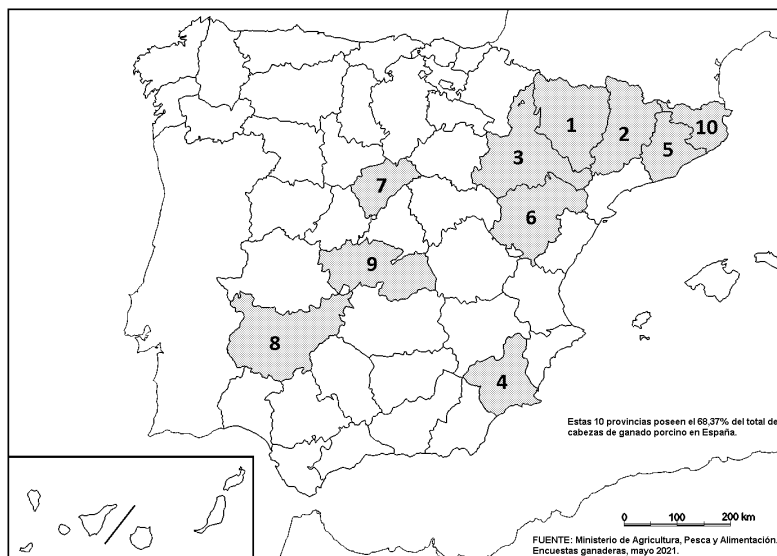 10
1
2
5
3
7
6
9
8
4
Estas 10 provincias poseen el 68,37% del total de
cabezas de ganado porcino en España.
0 100 200 km
FUENTE: Ministerio de Agricultura, Pesca y Alimentación.
Encuestas ganaderas, mayo 2021.